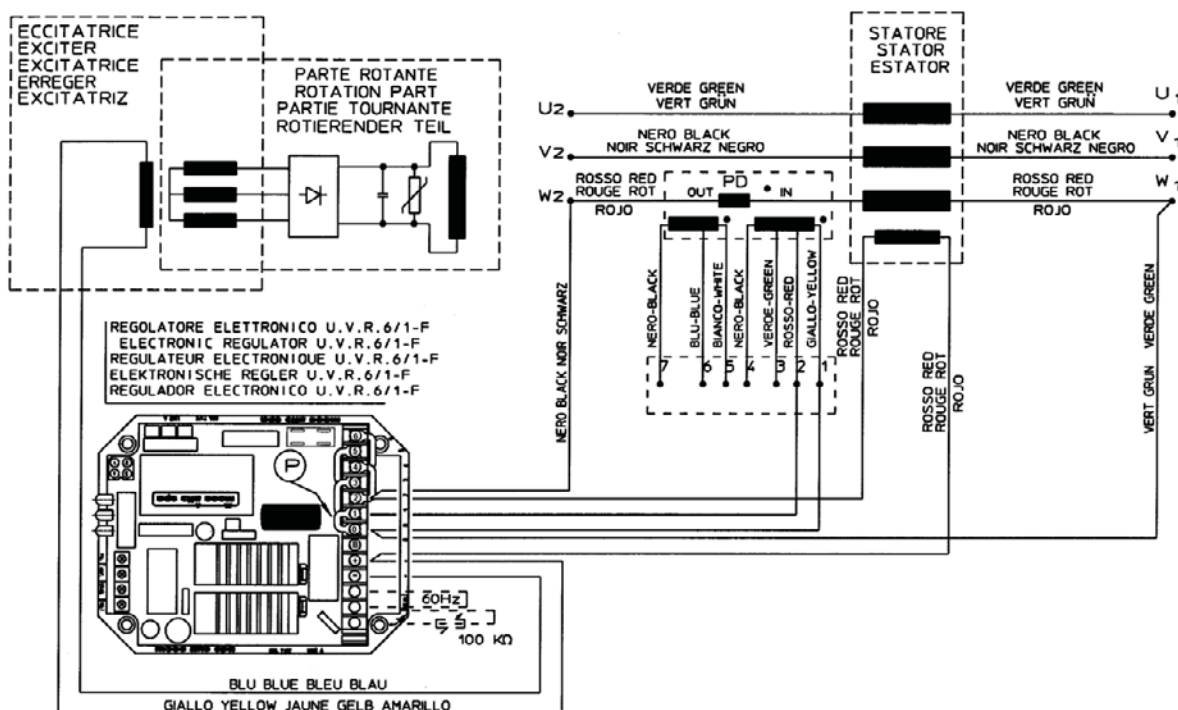 ECCITATRICE
EXCITER
EXCITATRICE
ERREGER
EXCITATRIZ
PARTE ROTANTE
ROTATION PART
PARTIE TOURNANTE
ROTIERENDER TEIL
STATORE
STATOR
ESTATOR
VERDE GREEN
VERT GRÜN
VERDE GREEN
VERT GRUÑ
U2
U1
NERO BLACK
NOIR SCHWARZ NEGRO
NERO BLACK
NOIR SCHWARZ NEGRO
V2
V1
ROSSO RED
ROUGE ROT
ROJO
ROSSO RED
ROUGE ROT
ROJO
W2
W1
PD
OUT
IN
NERO-BLACK
BLU-BLUE
BIANCO-WHITE
NERO-BLACK
VERDE-GREEN
ROSSO-RED
GIALLO-YELLOW
7 6 5 4 3 2 1
ROSSO RED
ROUGE ROT
ROJO
ROSSO RED
ROUGE ROT
ROJO
NERO BLACK NOIR SCHWARZ
VERT GRUN VERDE GREEN
REGOLATORE ELETTRONICO U.V.R.6/1-F
ELECTRONIC REGULATOR U.V.R.6/1-F
REGULATEUR ELECTRONIQUE U.V.R.6/1-F
ELEKTRONISCHE REGLER U.V.R.6/1-F
REGULADOR ELECTRONICO U.V.R.6/1-F
P
60Hz
100 KΩ
BLU BLUE BLEU BLAU
GIALLO YELLOW JAUNE GELB AMARILLO